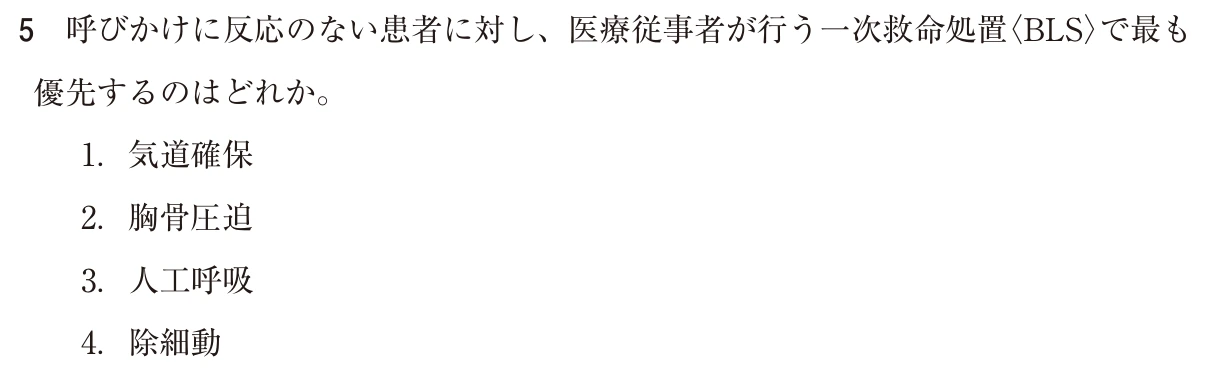 5　呼びかけに反応のない患者に対し、医療従事者が行う一次救命処置〈BLS〉で最も
優先するのはどれか。
1. 気道確保
2. 胸骨圧迫
3. 人工呼吸
4. 除細動